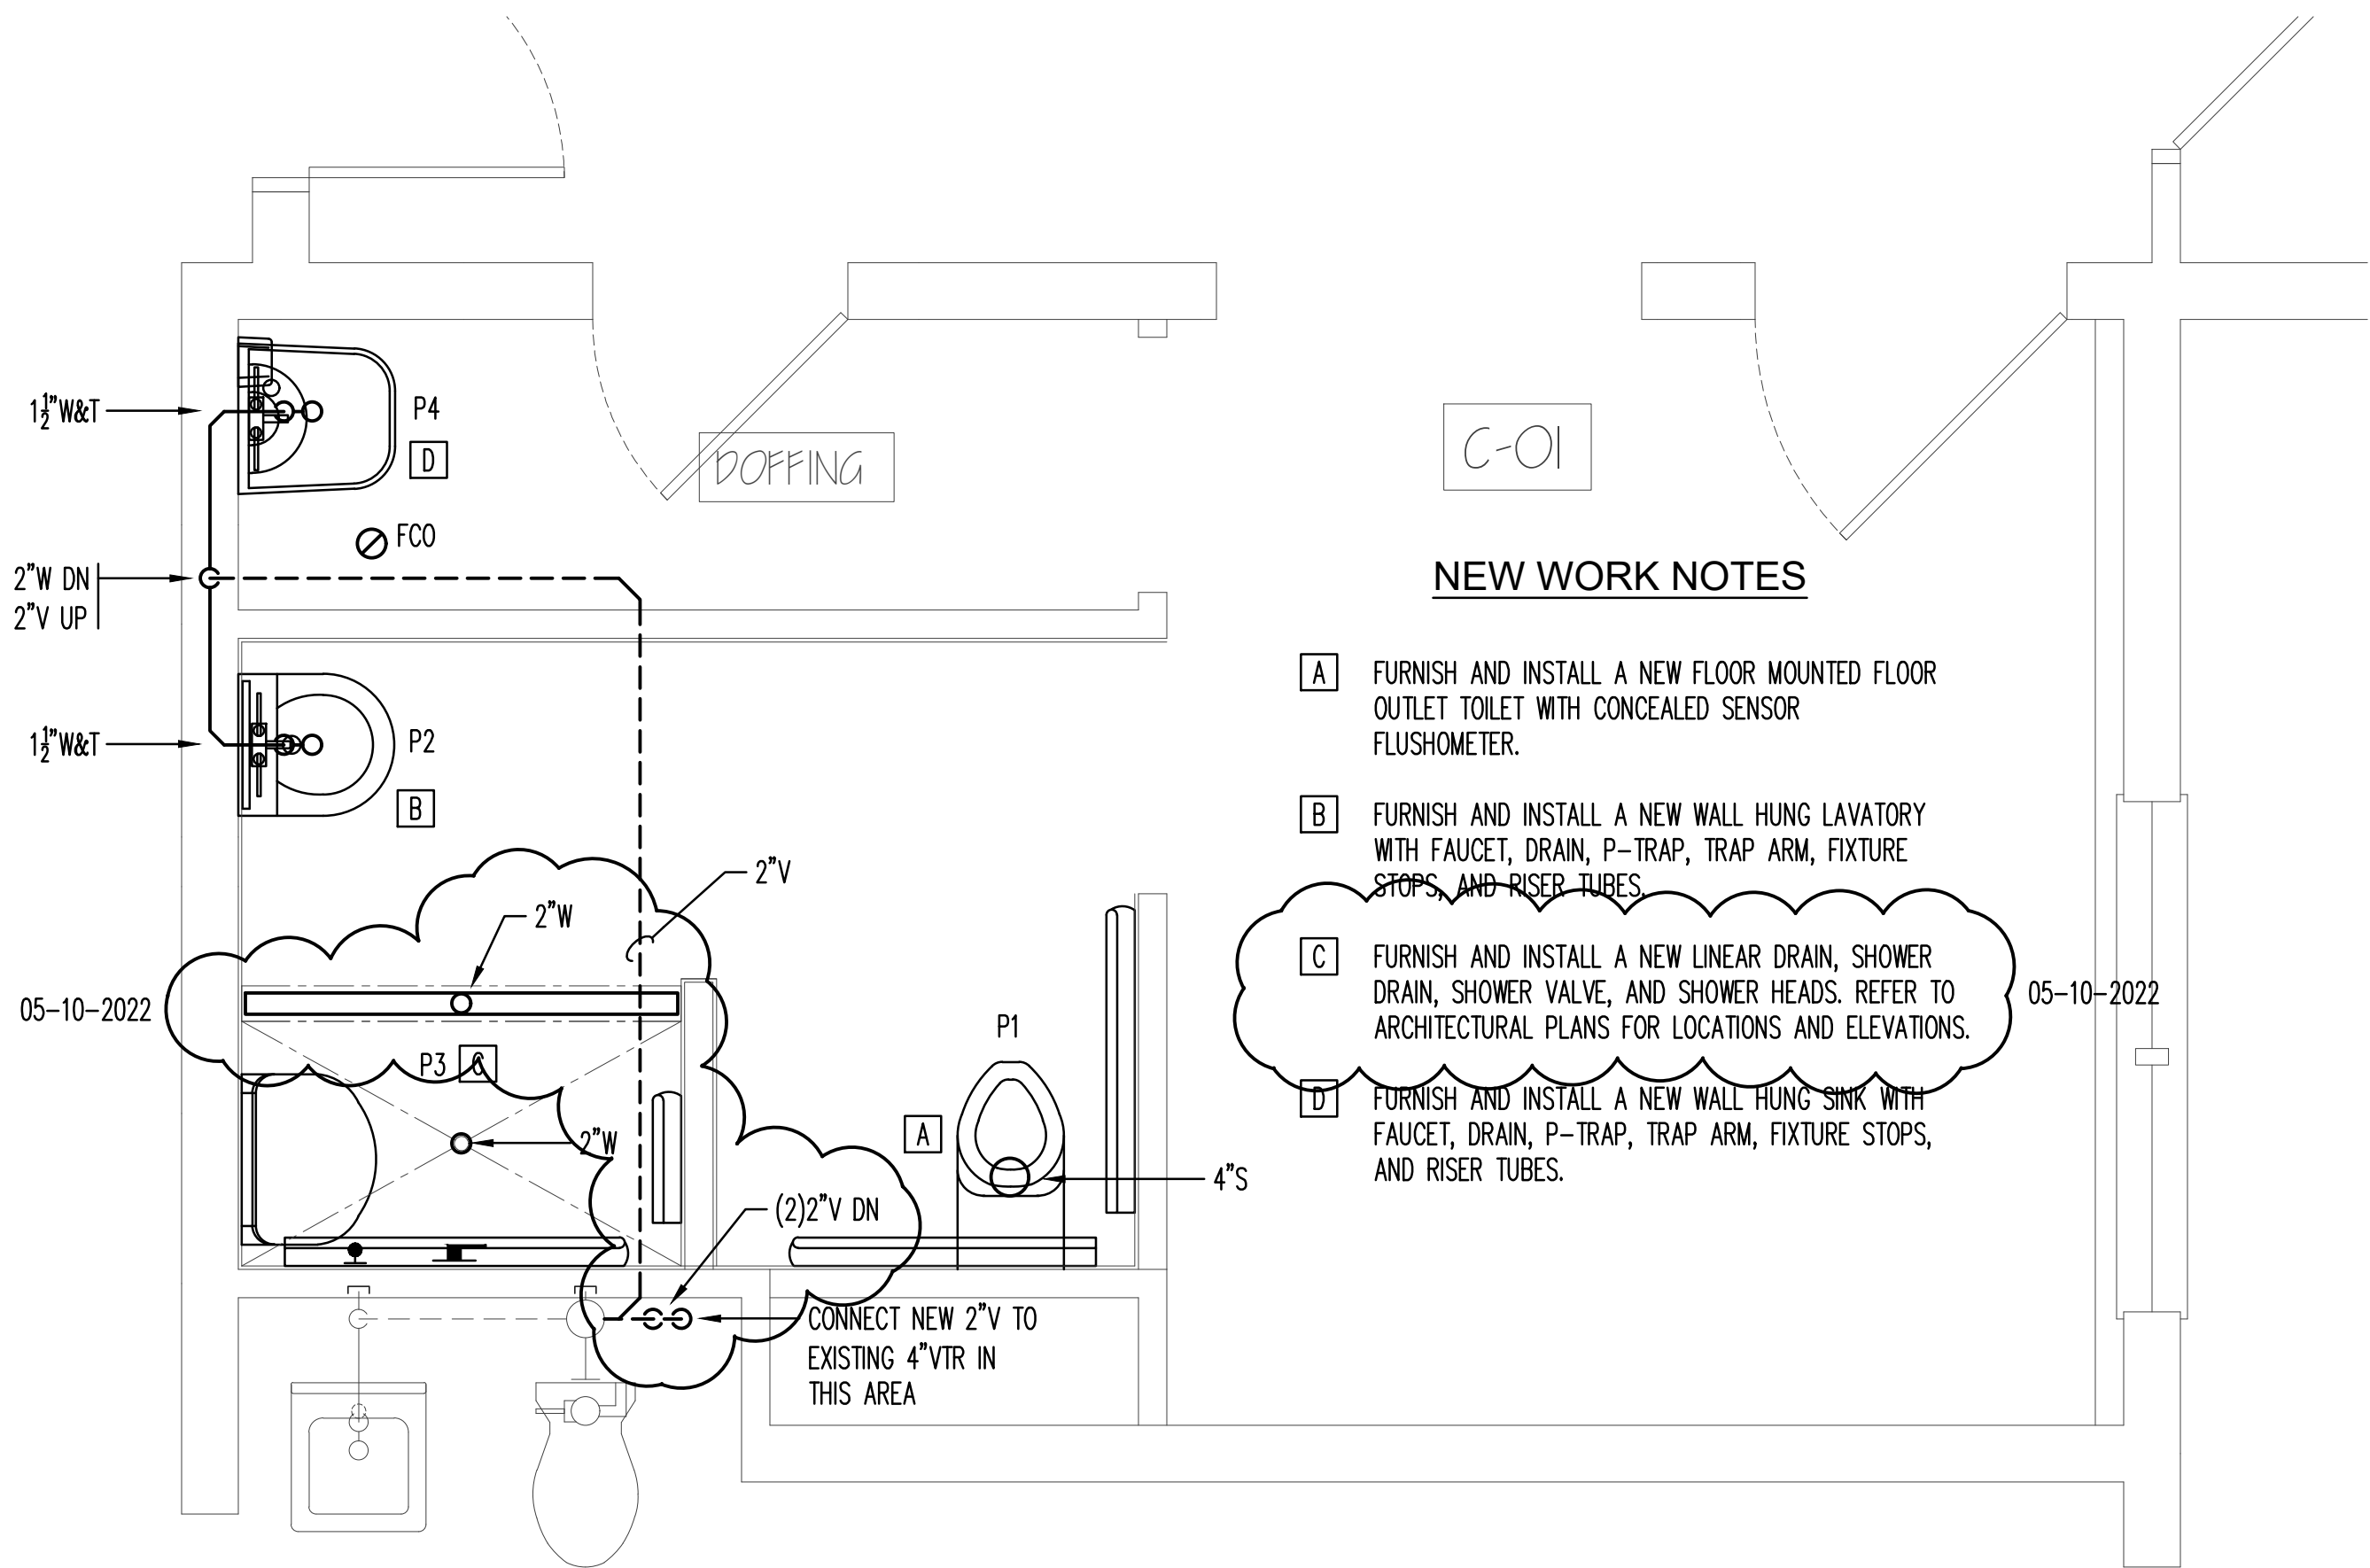 1½"W&T
P4
D
DOFFING
C-01
FCO
2"W DN
2"V UP
NEW WORK NOTES
A FURNISH AND INSTALL A NEW FLOOR MOUNTED FLOOR
OUTLET TOILET WITH CONCEALED SENSOR
FLUSHOMETER.
B FURNISH AND INSTALL A NEW WALL HUNG LAVATORY
WITH FAUCET, DRAIN, P-TRAP, TRAP ARM, FIXTURE
STOPS, AND RISER TUBES.
C FURNISH AND INSTALL A NEW LINEAR DRAIN, SHOWER
DRAIN, SHOWER VALVE, AND SHOWER HEADS. REFER TO
ARCHITECTURAL PLANS FOR LOCATIONS AND ELEVATIONS.
05-10-2022
D FURNISH AND INSTALL A NEW WALL HUNG SINK WITH
FAUCET, DRAIN, P-TRAP, TRAP ARM, FIXTURE STOPS,
AND RISER TUBES.
1½"W&T
P2
B
2"V
2"W
05-10-2022
P3 C
P1
A
2"W
4"S
(2)2"V DN
CONNECT NEW 2"V TO
EXISTING 4"VTR IN
THIS AREA